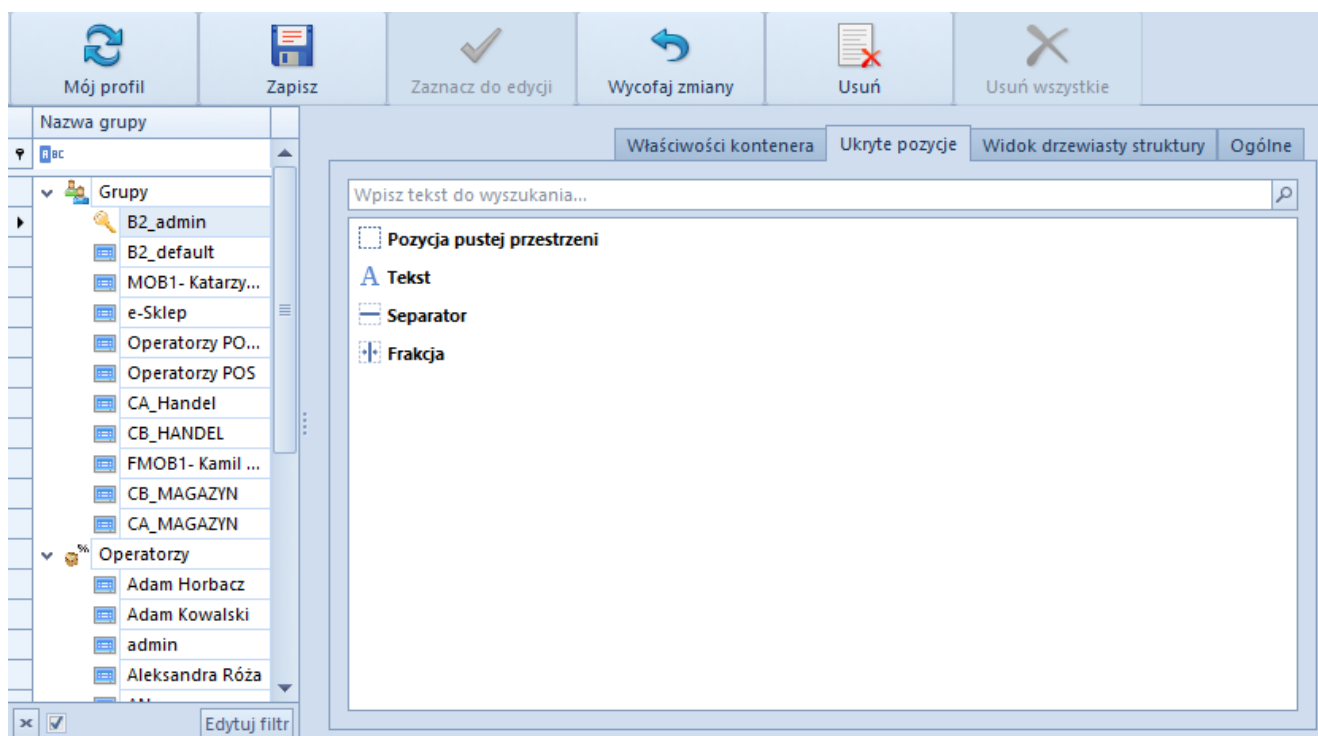 Mój profil
Zapisz
Zaznacz do edycji
Wycofaj zmiany
Usuń
Usuń wszystkie
Nazwa grupy
ABC
Grupy
B2_admin
B2_default
MOB1- Katarzy...
e-Sklep
Operatorzy PO...
Operatorzy POS
CA_Handel
CB_HANDEL
FMOB1- Kamil ...
CB_MAGAZYN
CA_MAGAZYN
Operatorzy
Adam Horbacz
Adam Kowalski
admin
Aleksandra Róża
Edytuj filtr
Właściwości kontenera
Ukryte pozycje
Widok drzewiasty struktury
Ogólne
Wpisz tekst do wyszukania...
Pozycja pustej przestrzeni
A Tekst
Separator
Frakcja